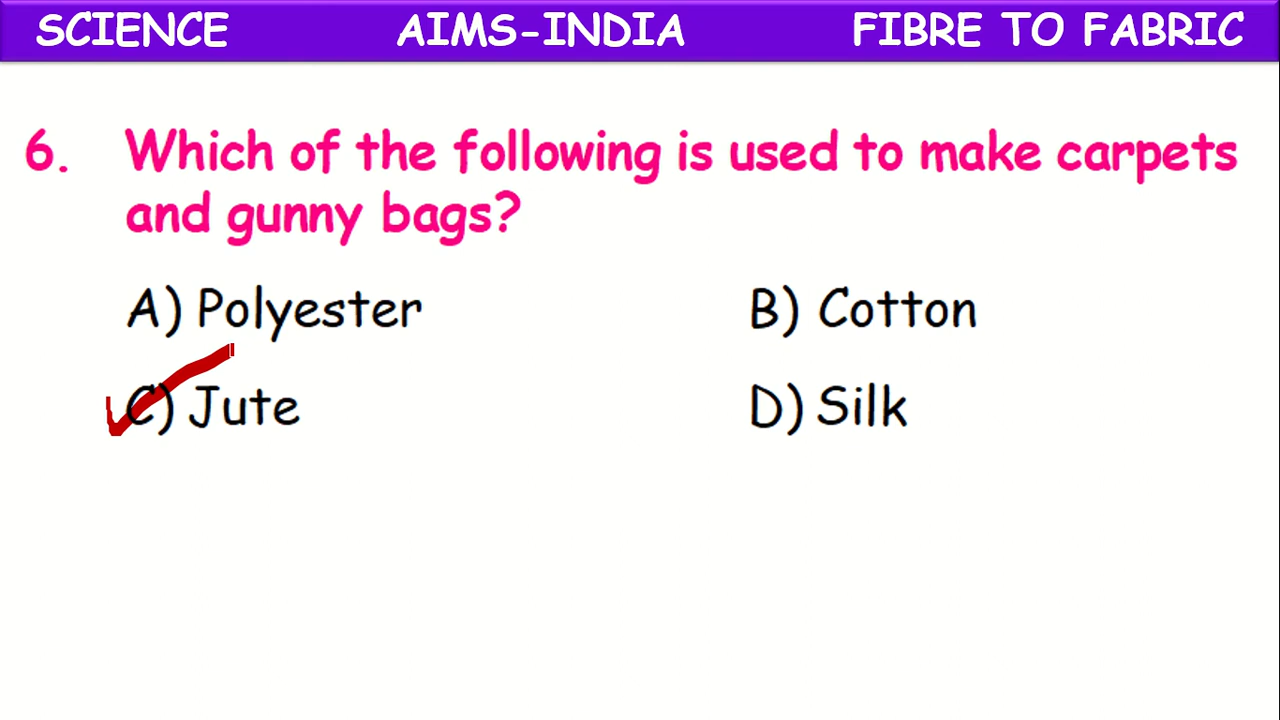 SCIENCE AIMS-INDIA FIBRE TO FABRIC
6. Which of the following is used to make carpets
and gunny bags?
A) Polyester B) Cotton
C) Jute D) Silk